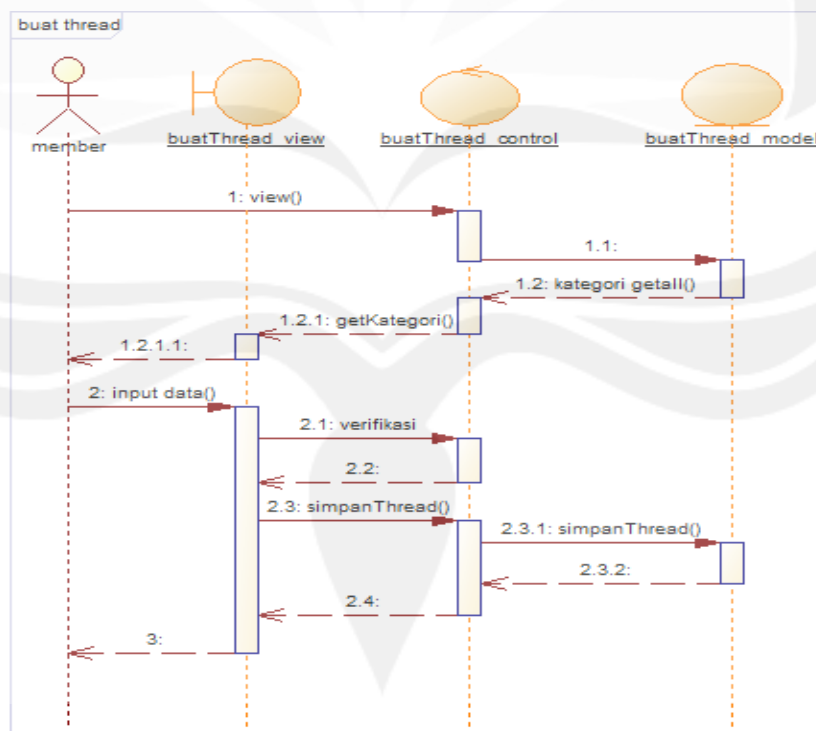 buat thread
member
buatThread_view
buatThread_control
buatThread_model
1: view()
1.1:
1.2: kategori getall()
1.2.1: getKategori()
1.2.1.1:
2: input data()
2.1: verifikasi
2.2:
2.3: simpanThread()
2.3.1: simpanThread()
2.3.2:
2.4:
3: